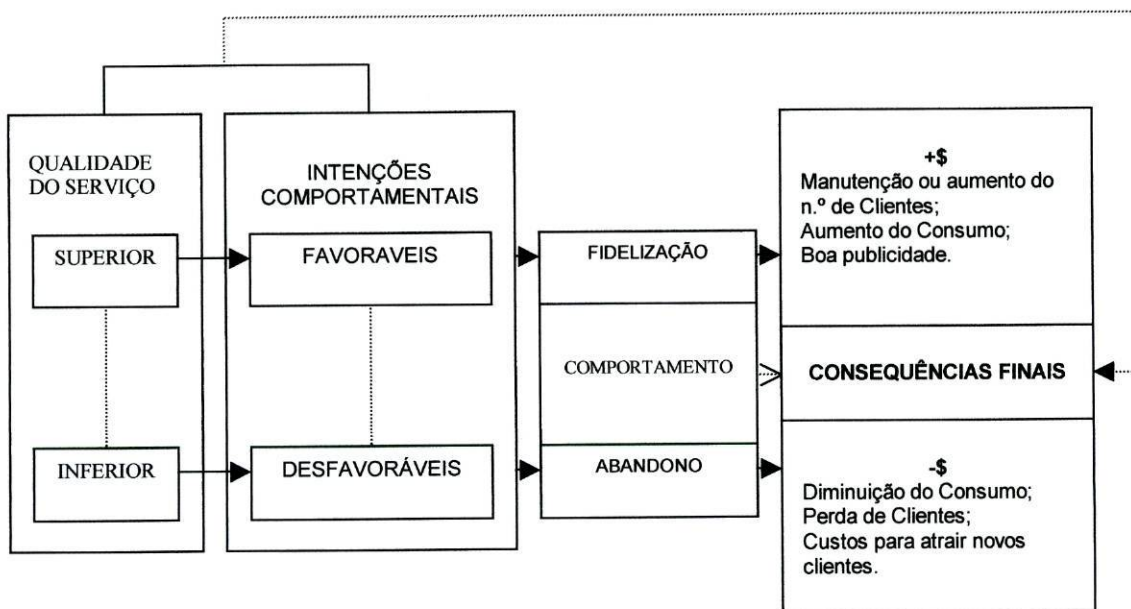 QUALIDADE
DO SERVIÇO
SUPERIOR
INFERIOR
INTENÇÕES
COMPORTAMENTAIS
FAVORAVEIS
DESFAVORÁVEIS
FIDELIZAÇÃO
COMPORTAMENTO
ABANDONO
+$
Manutenção ou aumento do
n.º de Clientes;
Aumento do Consumo;
Boa publicidade.
CONSEQUÊNCIAS FINAIS
-$
Diminuição do Consumo;
Perda de Clientes;
Custos para atrair novos
clientes.